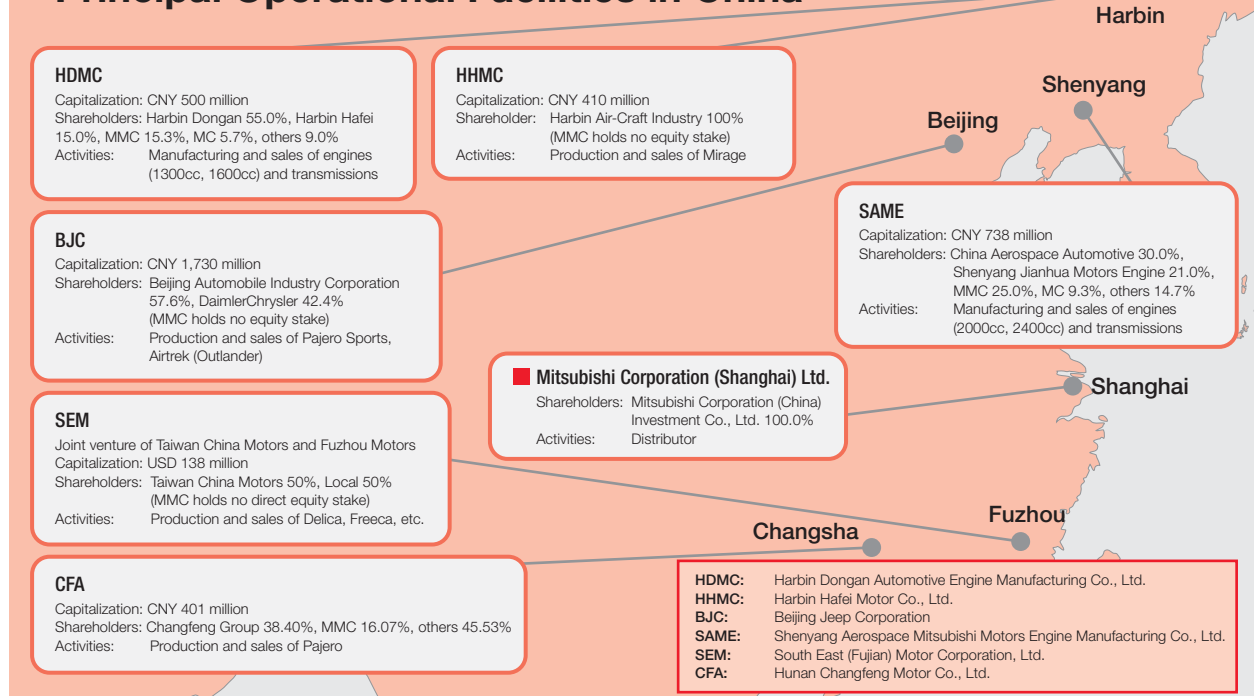 Principal Operational Facilities in China
Harbin
HDMC
Capitalization: CNY 500 million
Shareholders: Harbin Dongan 55.0%, Harbin Hafei
15.0%, MMC 15.3%, MC 5.7%, others 9.0%
Activities: Manufacturing and sales of engines
(1300cc, 1600cc) and transmissions
HHMC
Capitalization: CNY 410 million
Shareholder: Harbin Air-Craft Industry 100%
(MMC holds no equity stake)
Activities: Production and sales of Mirage
Shenyang
Beijing
SAME
Capitalization: CNY 738 million
Shareholders: China Aerospace Automotive 30.0%,
Shenyang Jianhua Motors Engine 21.0%,
MMC 25.0%, MC 9.3%, others 14.7%
Activities: Manufacturing and sales of engines
(2000cc, 2400cc) and transmissions
BJC
Capitalization: CNY 1,730 million
Shareholders: Beijing Automobile Industry Corporation
57.6%, DaimlerChrysler 42.4%
(MMC holds no equity stake)
Activities: Production and sales of Pajero Sports,
Airtrek (Outlander)
Mitsubishi Corporation (Shanghai) Ltd.
Shareholders: Mitsubishi Corporation (China)
Investment Co., Ltd. 100.0%
Activities: Distributor
Shanghai
SEM
Joint venture of Taiwan China Motors and Fuzhou Motors
Capitalization: USD 138 million
Shareholders: Taiwan China Motors 50%, Local 50%
(MMC holds no direct equity stake)
Activities: Production and sales of Delica, Freeca, etc.
Fuzhou
Changsha
CFA
Capitalization: CNY 401 million
Shareholders: Changfeng Group 38.40%, MMC 16.07%, others 45.53%
Activities: Production and sales of Pajero
HDMC: Harbin Dongan Automotive Engine Manufacturing Co., Ltd.
HHMC: Harbin Hafei Motor Co., Ltd.
BJC: Beijing Jeep Corporation
SAME: Shenyang Aerospace Mitsubishi Motors Engine Manufacturing Co., Ltd.
SEM: South East (Fujian) Motor Corporation, Ltd.
CFA: Hunan Changfeng Motor Co., Ltd.